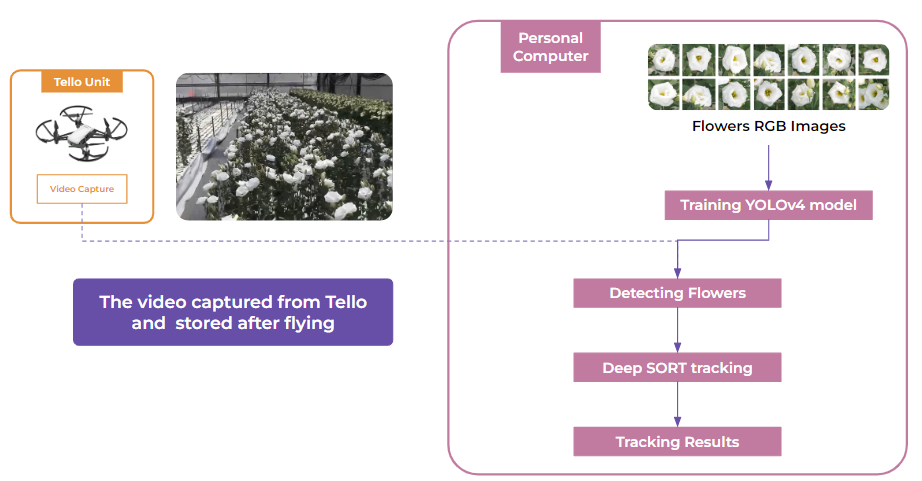 Tello Unit
Video Capture
The video captured from Tello
and stored after flying
Personal
Computer
Flowers RGB Images
Training YOLOv4 model
Detecting Flowers
Deep SORT tracking
Tracking Results